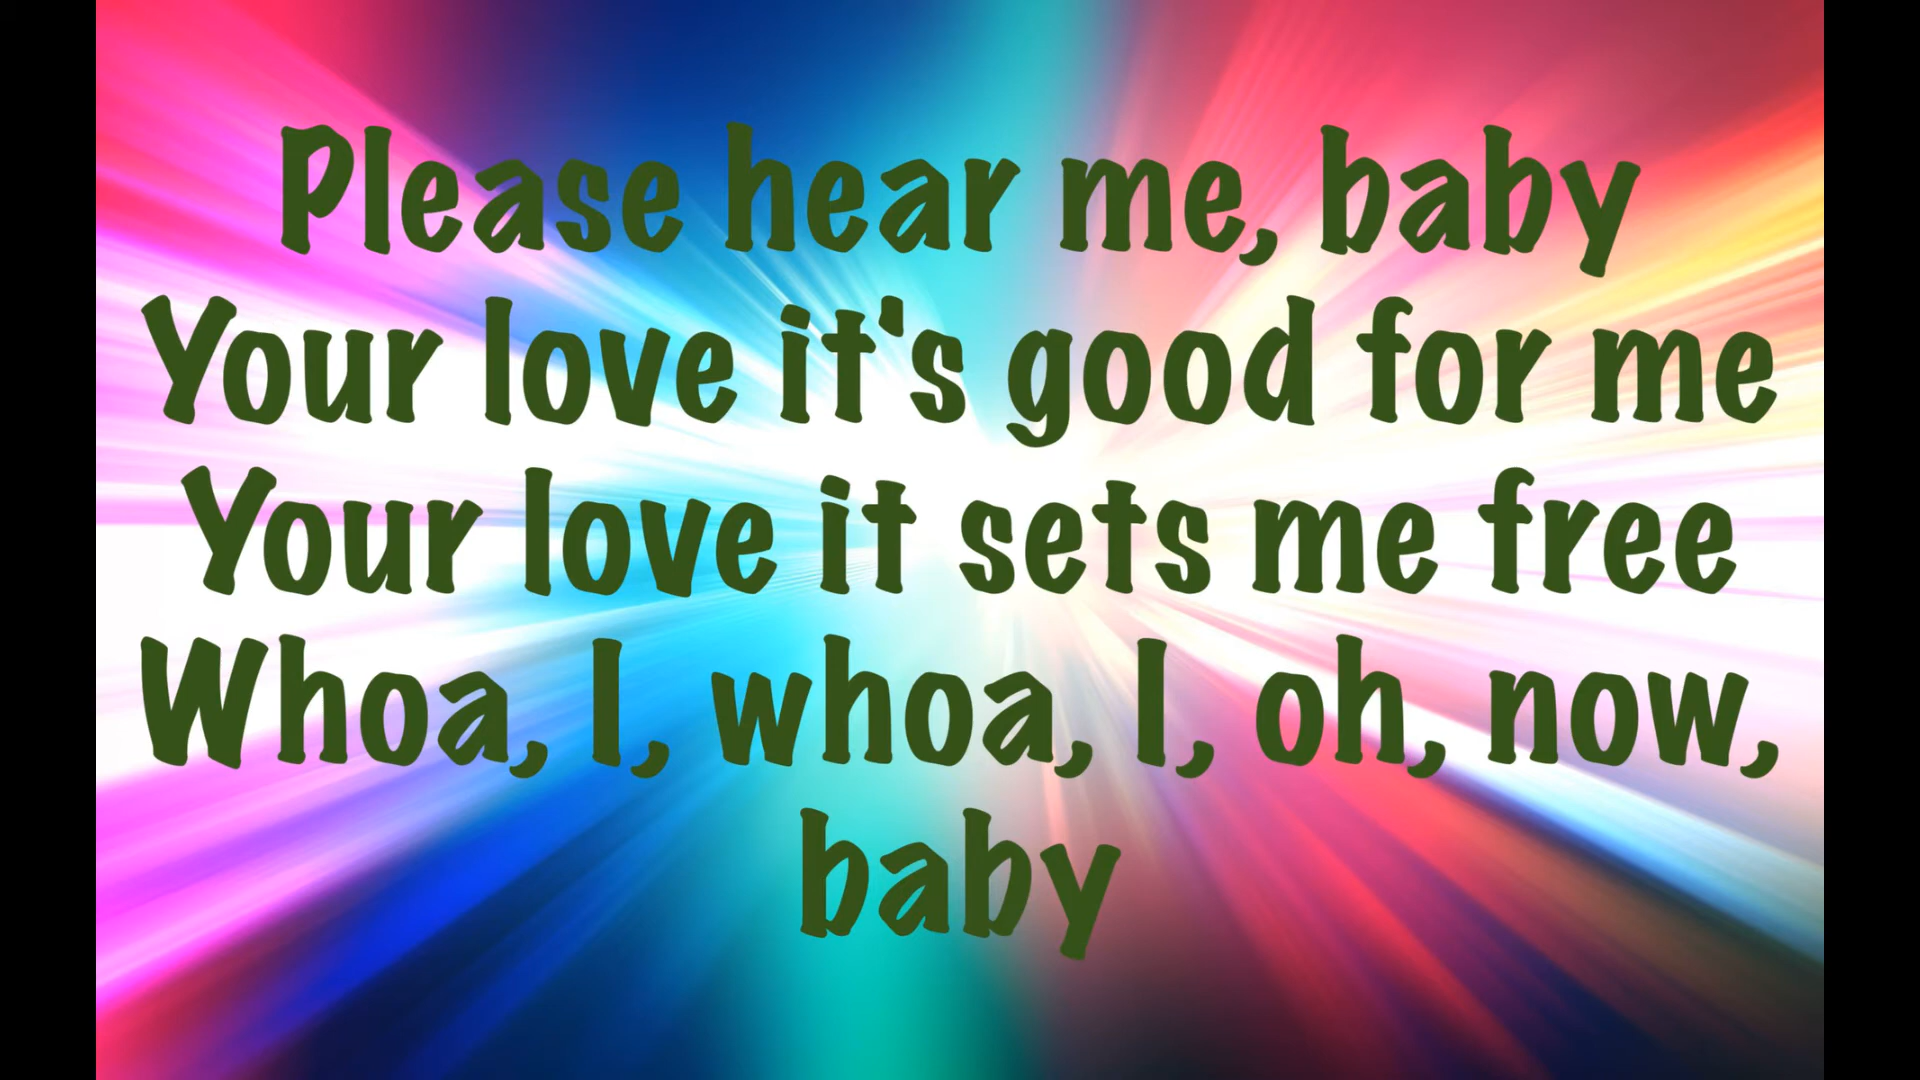 Please hear me, baby
Your love it's good for me
Your love it sets me free
Whoa, I, whoa, I, oh, now,
baby